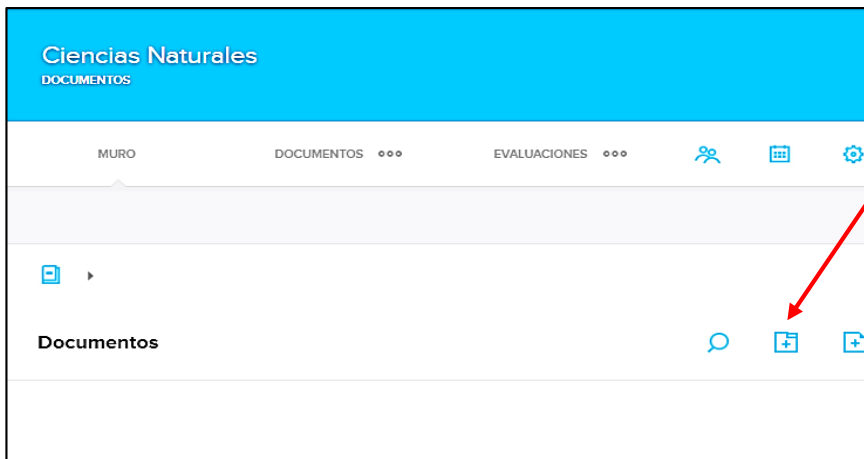 Ciencias Naturales
DOCUMENTOS
MURO DOCUMENTOS EVALUACIONES
Documentos